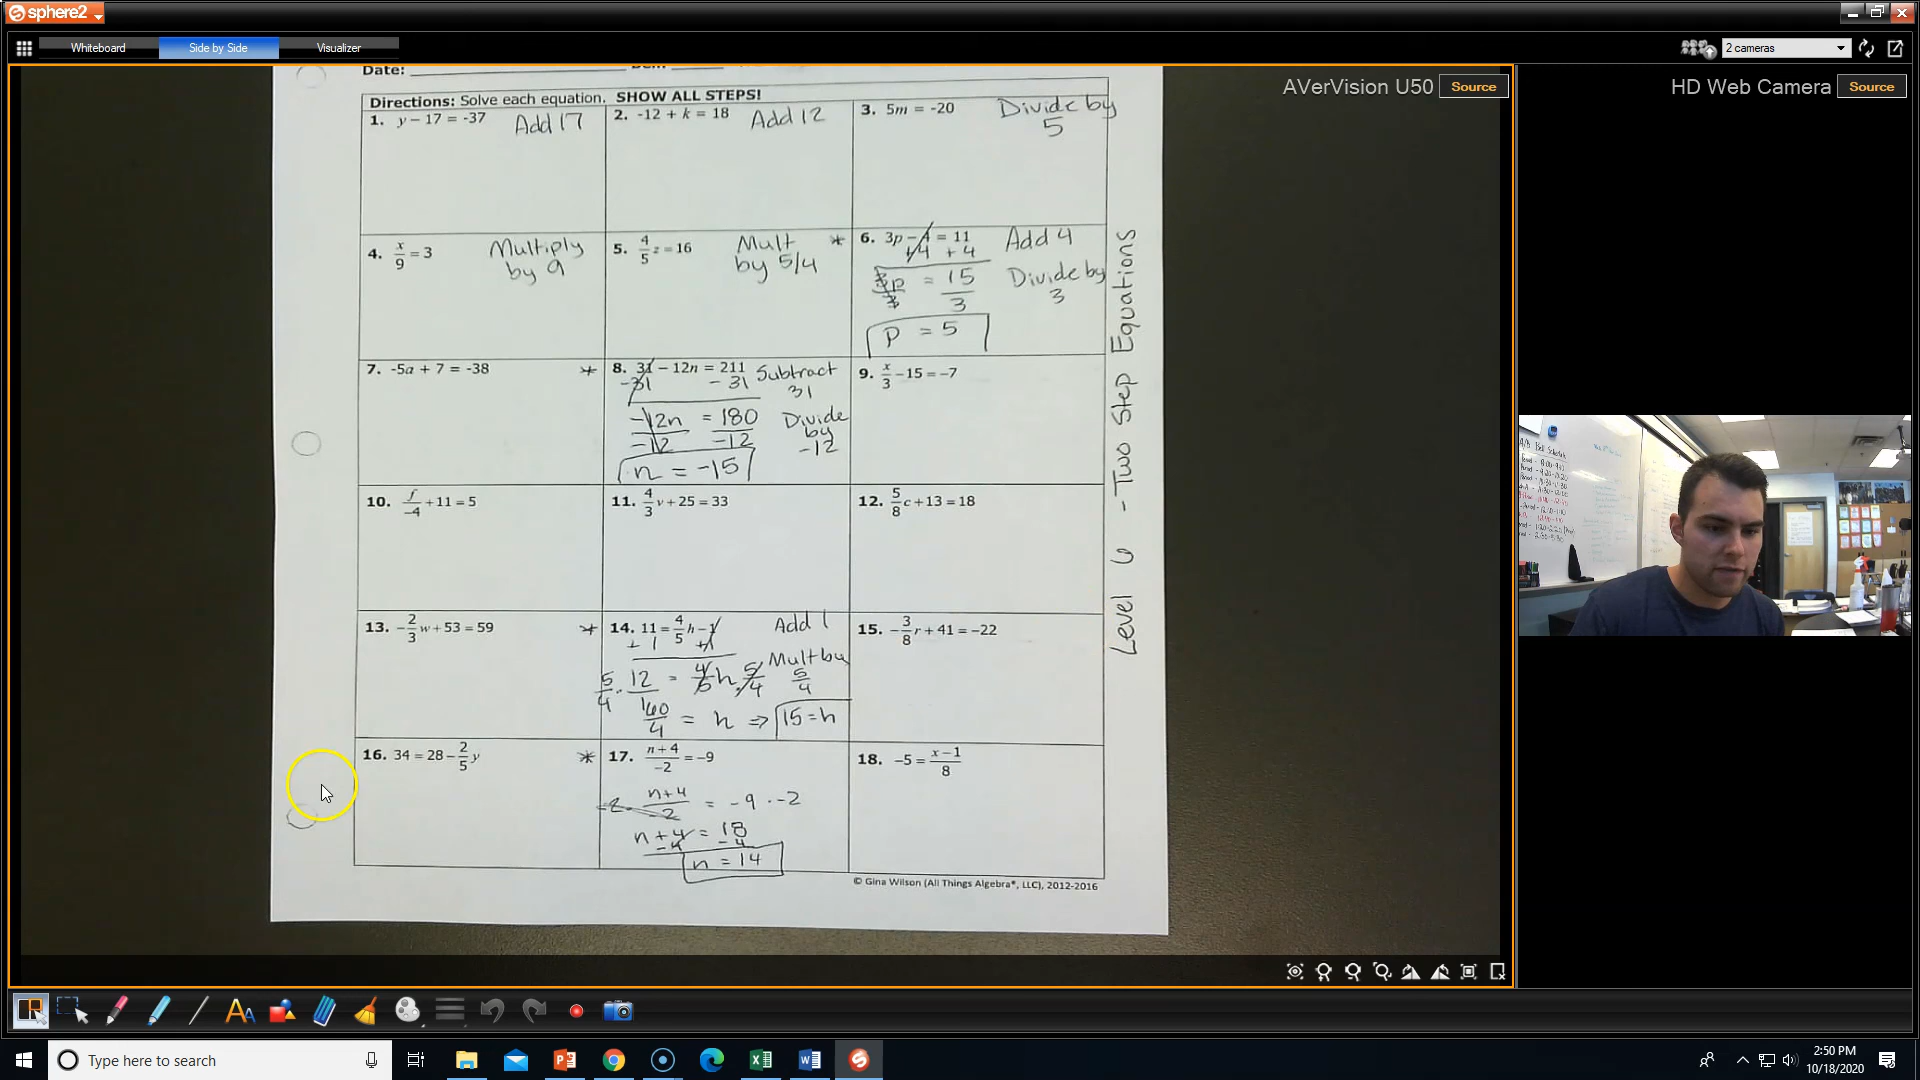 sphere2
Whiteboard
Side by Side
Visualizer
2 cameras
AVerVision U50
Source
HD Web Camera
Source
Date:
Directions: Solve each equation. SHOW ALL STEPS!
1. y – 17 = -37 Add 17
2. -12 + k = 18 Add 12
3. 5m = -20 Divide by
5
4. x/9 = 3 Multiply
by 9
5. 4/5 z = 16 Mult
by 5/4
* 6. 3p – 4 = 11 Add 4
+4 +4
3p/3 = 15/3 Divide by
3
p = 5
7. -5a + 7 = -38
* 8. 31 – 12n = 211 Subtract
-31 -31 31
-12n = 180 Divide
-12 -12 by
-12
n = -15
9. x/3 – 15 = –7
10. f/-4 + 11 = 5
11. 4/3 v + 25 = 33
12. 5/8 c + 13 = 18
13. – 2/3 w + 53 = 59
* 14. 11 = 4/5 h – 1 Add 1
+ 1 +1
5/4 · 12/1 = 4/5 h · 5/4 Mult by
5/4
60/4 = h ⇒ 15 = h
15. – 3/8 r + 41 = –22
16. 34 = 28 – 2/5 y
* 17. n+4/-2 = –9
-2 · n+4/-2 = -9 · -2
n + 4 = 18
-4 -4
n = 14
18. –5 = x–1/8
© Gina Wilson (All Things Algebra®, LLC), 2012-2016
Level 6 - Two Step Equations
A/B Bell Schedule
Type here to search
2:50 PM
10/18/2020